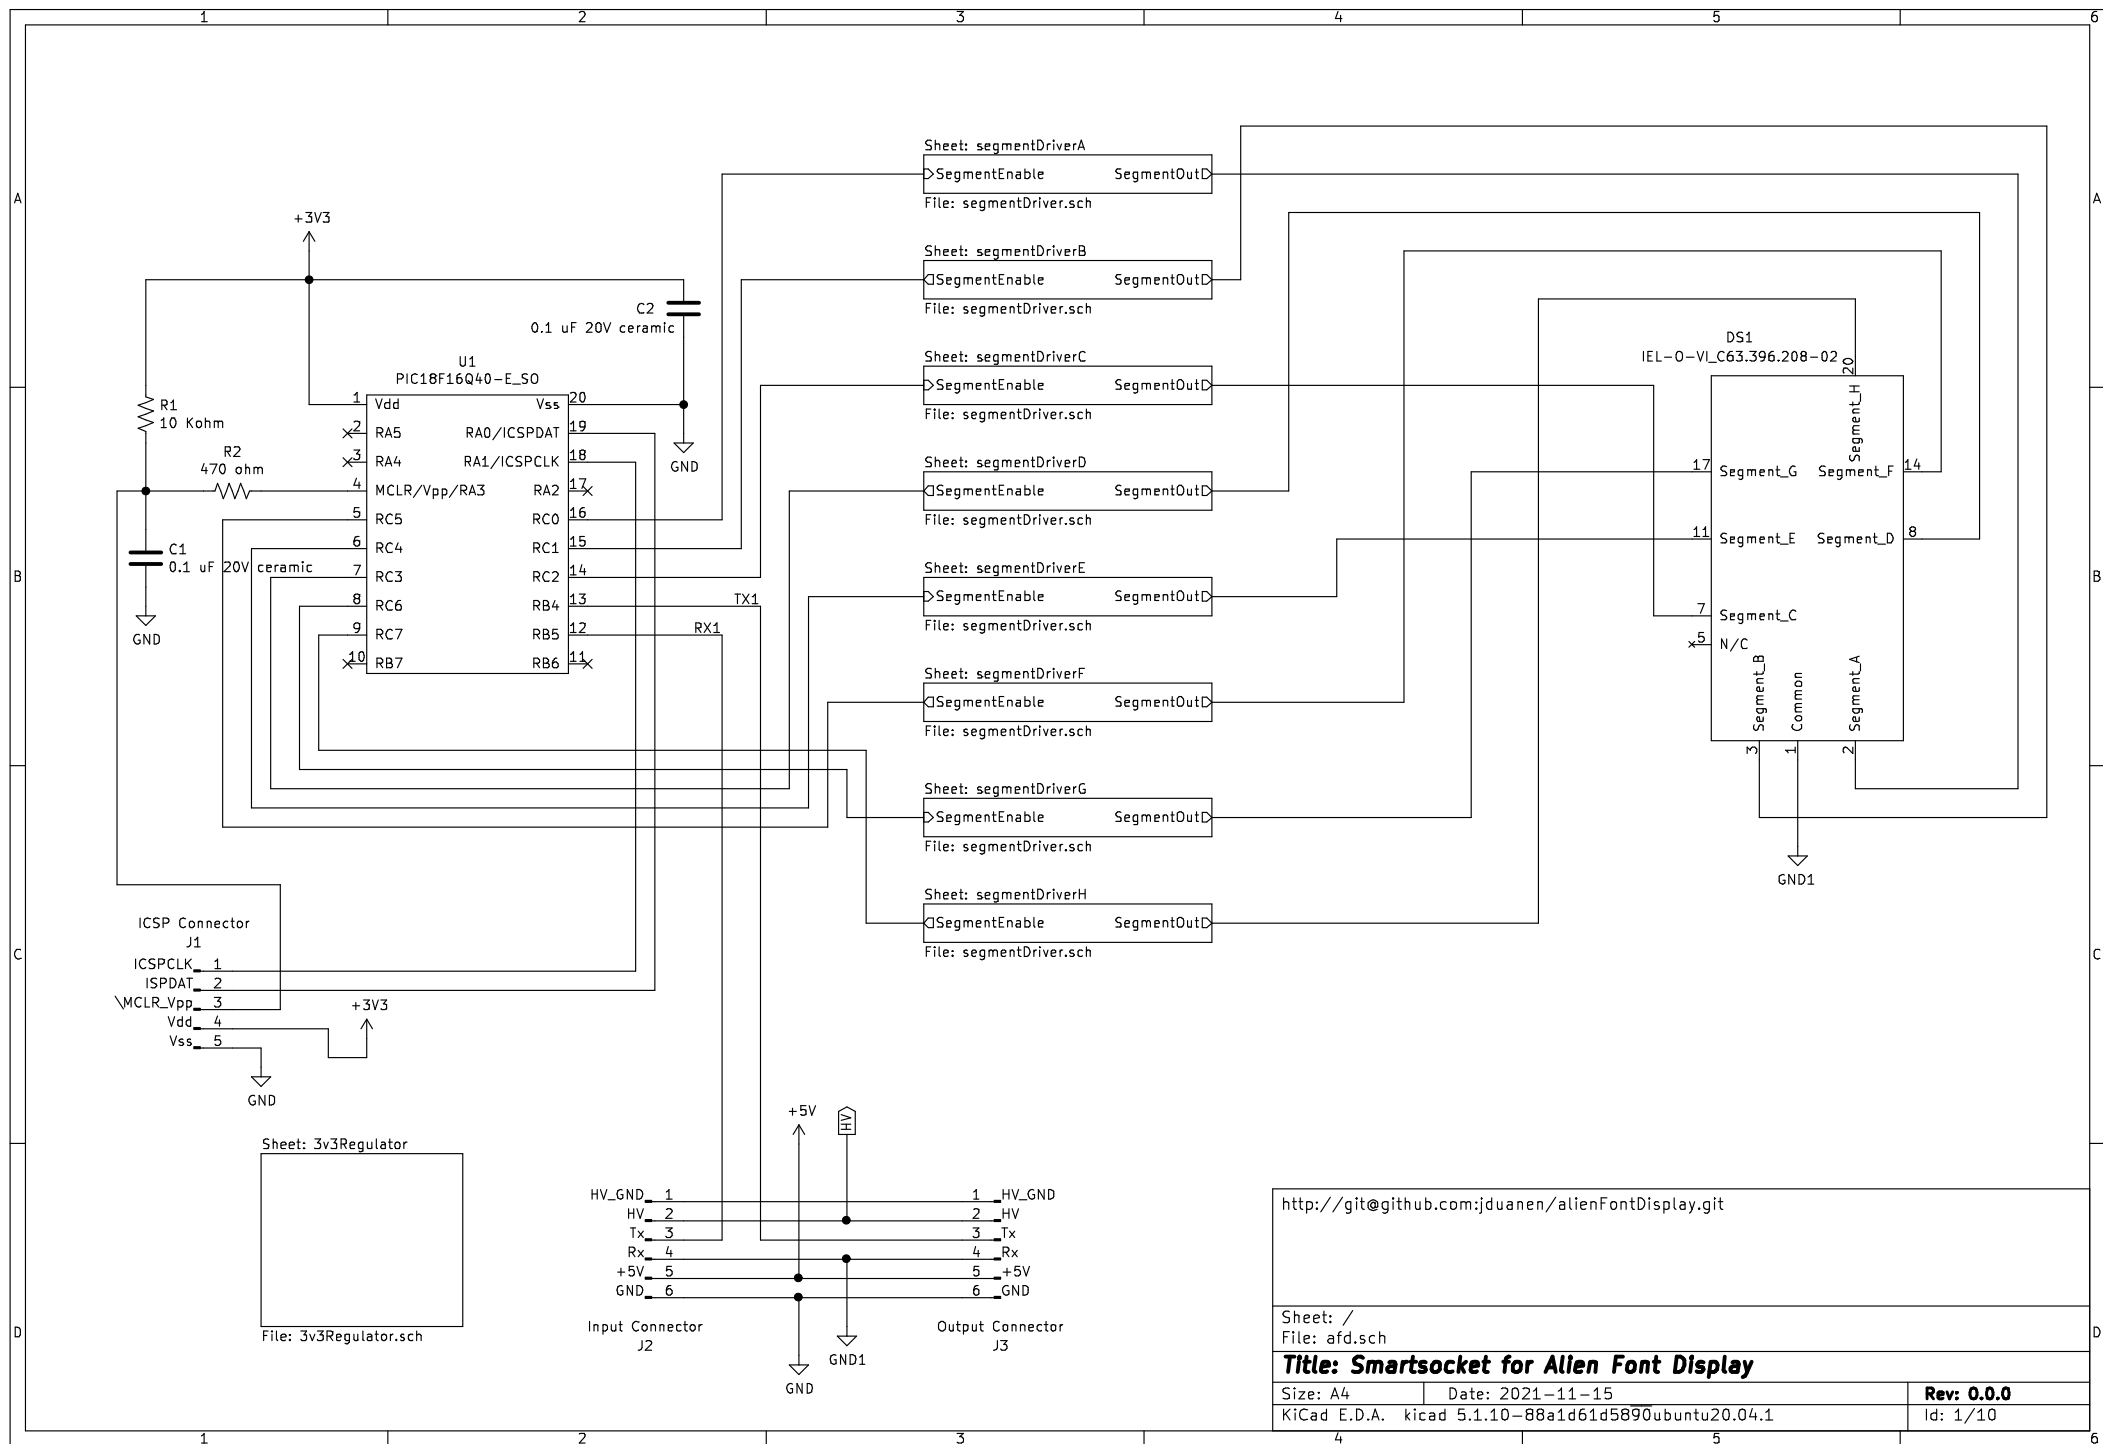 1 2 3 4 5 6
A A
B B
C C
D D
1 2 3 4 5 6
+3V3
C2
0.1 uF 20V ceramic
U1
PIC18F16Q40-E_SO
R1
10 Kohm
R2
470 ohm
C1
0.1 uF 20V ceramic
GND
GND
1 Vdd Vss 20
2 RA5 RA0/ICSPDAT 19
3 RA4 RA1/ICSPCLK 18
4 MCLR/Vpp/RA3 RA2 17
5 RC5 RC0 16
6 RC4 RC1 15
7 RC3 RC2 14
8 RC6 RB4 13 TX1
9 RC7 RB5 12 RX1
10 RB7 RB6 11
Sheet: segmentDriverA
SegmentEnable SegmentOut
File: segmentDriver.sch
Sheet: segmentDriverB
SegmentEnable SegmentOut
File: segmentDriver.sch
Sheet: segmentDriverC
SegmentEnable SegmentOut
File: segmentDriver.sch
Sheet: segmentDriverD
SegmentEnable SegmentOut
File: segmentDriver.sch
Sheet: segmentDriverE
SegmentEnable SegmentOut
File: segmentDriver.sch
Sheet: segmentDriverF
SegmentEnable SegmentOut
File: segmentDriver.sch
Sheet: segmentDriverG
SegmentEnable SegmentOut
File: segmentDriver.sch
Sheet: segmentDriverH
SegmentEnable SegmentOut
File: segmentDriver.sch
DS1
IEL-O-VI_C63.396.208-02
20
Segment_H
17 Segment_G Segment_F 14
11 Segment_E Segment_D 8
7 Segment_C
5 N/C
Segment_B Common Segment_A
3 1 2
GND1
ICSP Connector
J1
ICSPCLK 1
ISPDAT 2
\MCLR_Vpp 3
Vdd 4
Vss 5
+3V3
GND
Sheet: 3v3Regulator
File: 3v3Regulator.sch
+5V
HV
HV_GND 1 1 HV_GND
HV 2 2 HV
Tx 3 3 Tx
Rx 4 4 Rx
+5V 5 5 +5V
GND 6 6 GND
Input Connector
J2
Output Connector
J3
GND1
GND
http://git@github.com:jduanen/alienFontDisplay.git
Sheet: /
File: afd.sch
Title: Smartsocket for Alien Font Display
Size: A4 Date: 2021-11-15 Rev: 0.0.0
KiCad E.D.A. kicad 5.1.10-88a1d61d5890ubuntu20.04.1 Id: 1/10